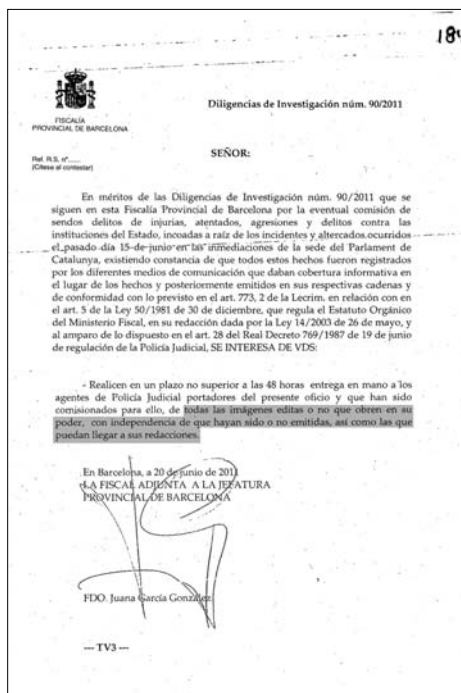 184
Diligencias de Investigación núm. 90/2011
FISCALÍA
PROVINCIAL DE BARCELONA
SEÑOR:
Ref. R.S. nº......
(Cítese al contestar)
En méritos de las Diligencias de Investigación núm. 90/2011 que se
siguen en esta Fiscalía Provincial de Barcelona por la eventual comisión de
sendos delitos de injurias, atentados, agresiones y delitos contra las
instituciones del Estado, incoadas a raíz de los incidentes y altercados ocurridos
el pasado día 15 de junio en las inmediaciones de la sede del Parlament de
Catalunya, existiendo constancia de que todos estos hechos fueron registrados
por los diferentes medios de comunicación que daban cobertura informativa en
el lugar de los hechos y posteriormente emitidos en sus respectivas cadenas y
de conformidad con lo previsto en el art. 773, 2 de la Lecrim. en relación con en
el art. 5 de la Ley 50/1981 de 30 de diciembre, que regula el Estatuto Orgánico
del Ministerio Fiscal, en su redacción dada por la Ley 14/2003 de 26 de mayo, y
al amparo de lo dispuesto en el art. 28 del Real Decreto 769/1987 de 19 de junio
de regulación de la Policía Judicial, SE INTERESA DE VDS:
- Realicen en un plazo no superior a las 48 horas entrega en mano a los
agentes de Policía Judicial portadores del presente oficio y que han sido
comisionados para ello, de todas las imágenes editas o no que obren en su
poder, con independencia de que hayan sido o no emitidas, así como las que
puedan llegar a sus redacciones.
En Barcelona, a 20 de junio de 2011
LA FISCAL ADJUNTA A LA JEFATURA
PROVINCIAL DE BARCELONA
FDO. Juana García González
--- TV3 ---